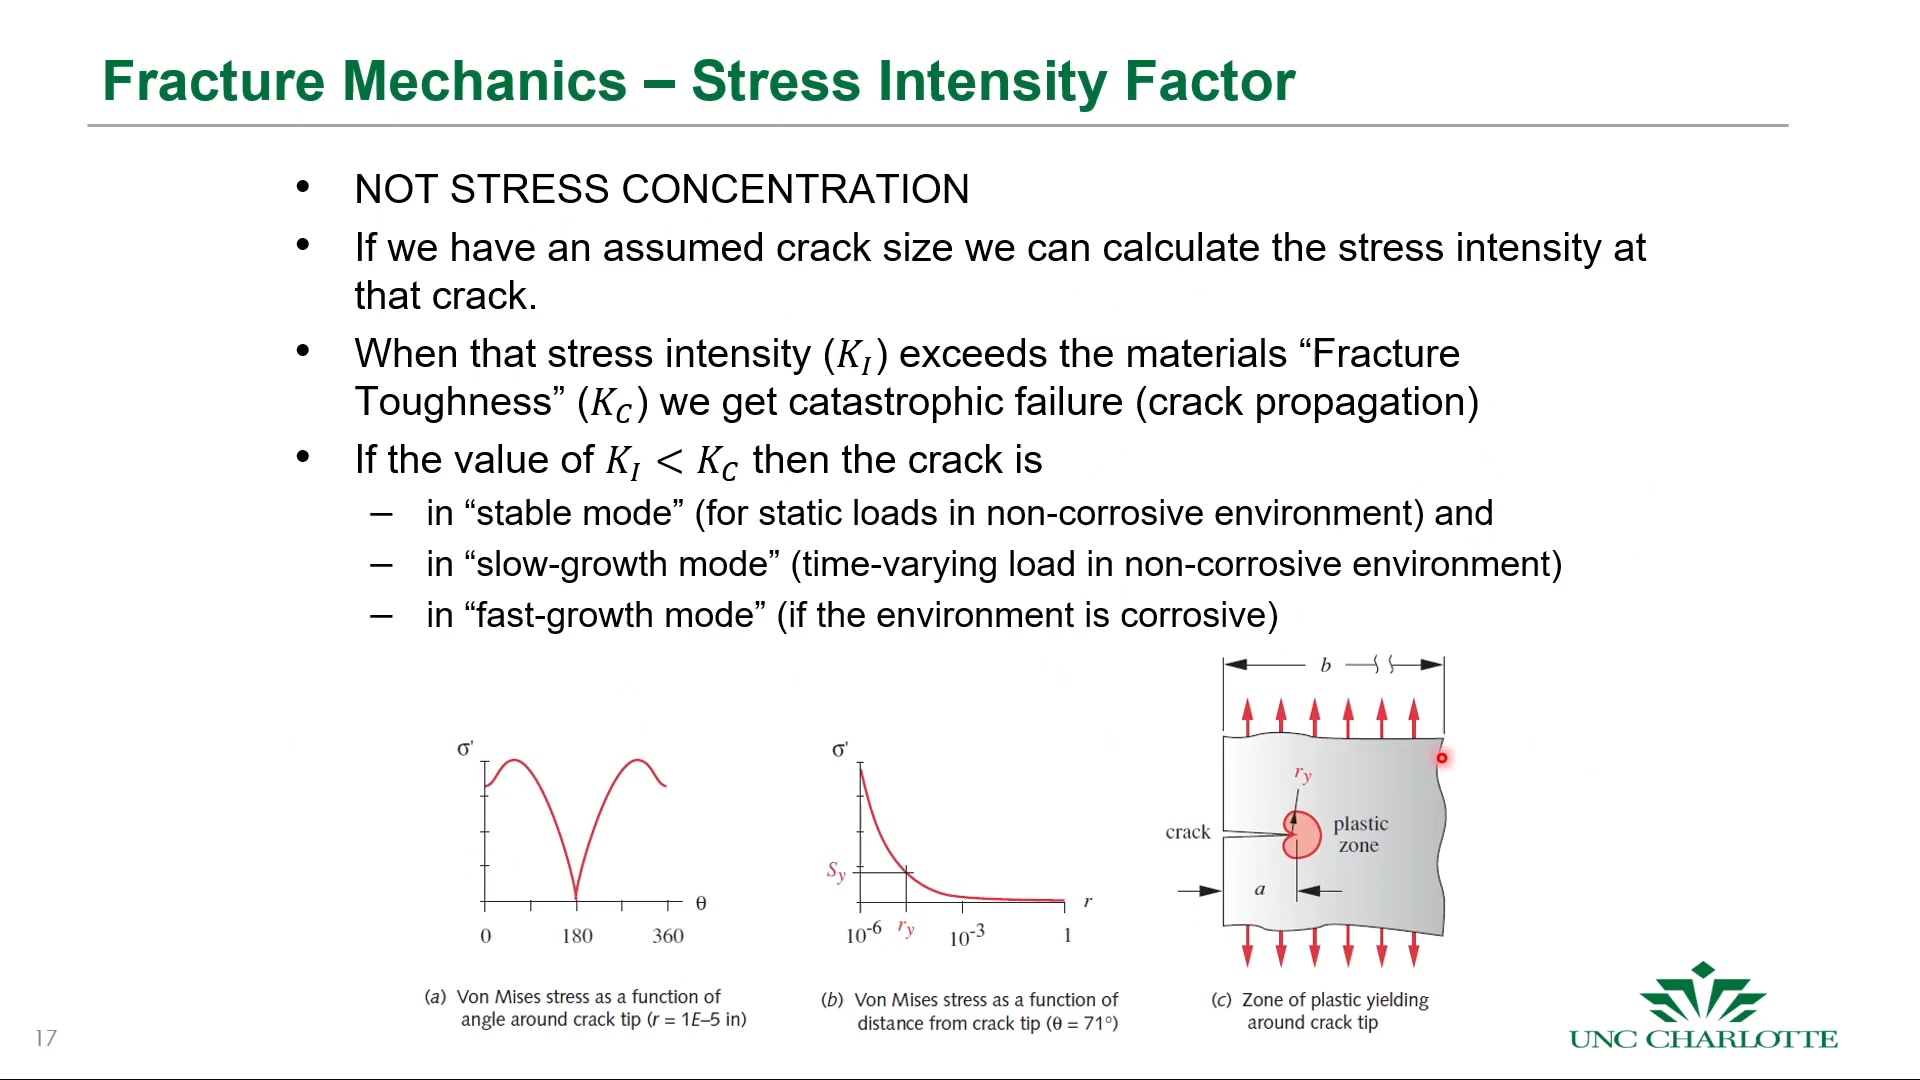 Fracture Mechanics – Stress Intensity Factor
• NOT STRESS CONCENTRATION
• If we have an assumed crack size we can calculate the stress intensity at
that crack.
• When that stress intensity (K_I) exceeds the materials “Fracture
Toughness” (K_C) we get catastrophic failure (crack propagation)
• If the value of K_I < K_C then the crack is
– in “stable mode” (for static loads in non-corrosive environment) and
– in “slow-growth mode” (time-varying load in non-corrosive environment)
– in “fast-growth mode” (if the environment is corrosive)
σ'
θ
0 180 360
(a) Von Mises stress as a function of
angle around crack tip (r = 1E–5 in)
σ'
S_y
r
10^-6 r_y 10^-3 1
(b) Von Mises stress as a function of
distance from crack tip (θ = 71°)
b
r_y
crack
plastic
zone
a
(c) Zone of plastic yielding
around crack tip
17
UNC CHARLOTTE